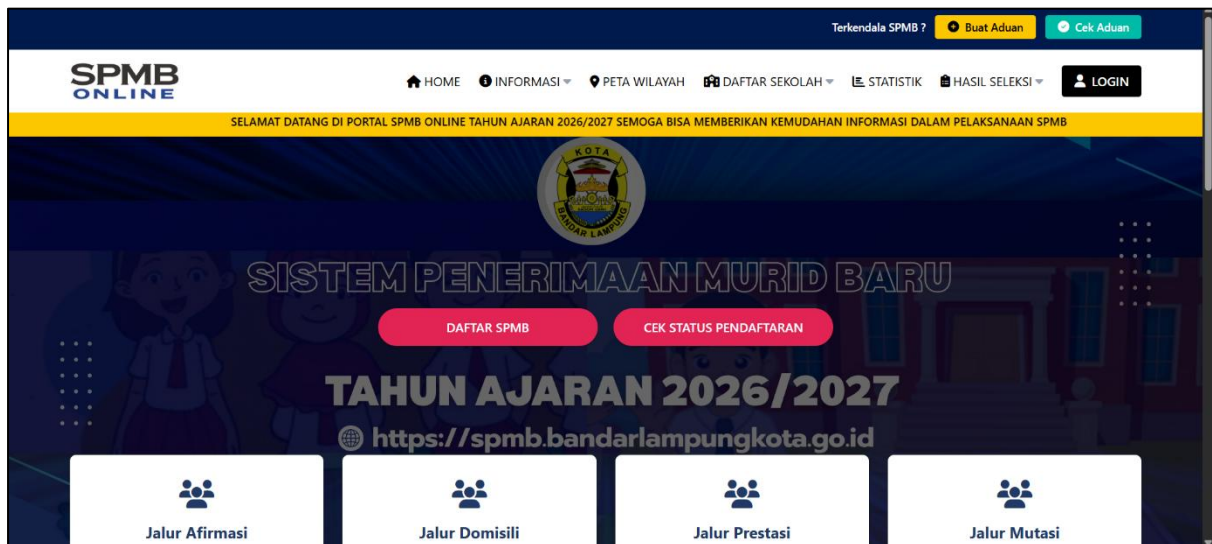 Terkendala SPMB ? Buat Aduan Cek Aduan
SPMB
ONLINE
HOME INFORMASI PETA WILAYAH DAFTAR SEKOLAH STATISTIK HASIL SELEKSI LOGIN
SELAMAT DATANG DI PORTAL SPMB ONLINE TAHUN AJARAN 2026/2027 SEMOGA BISA MEMBERIKAN KEMUDAHAN INFORMASI DALAM PELAKSANAAN SPMB
KOTA
BANDAR LAMPUNG
SISTEM PENERIMAAN MURID BARU
DAFTAR SPMB CEK STATUS PENDAFTARAN
TAHUN AJARAN 2026/2027
https://spmb.bandarlampungkota.go.id
Jalur Afirmasi Jalur Domisili Jalur Prestasi Jalur Mutasi